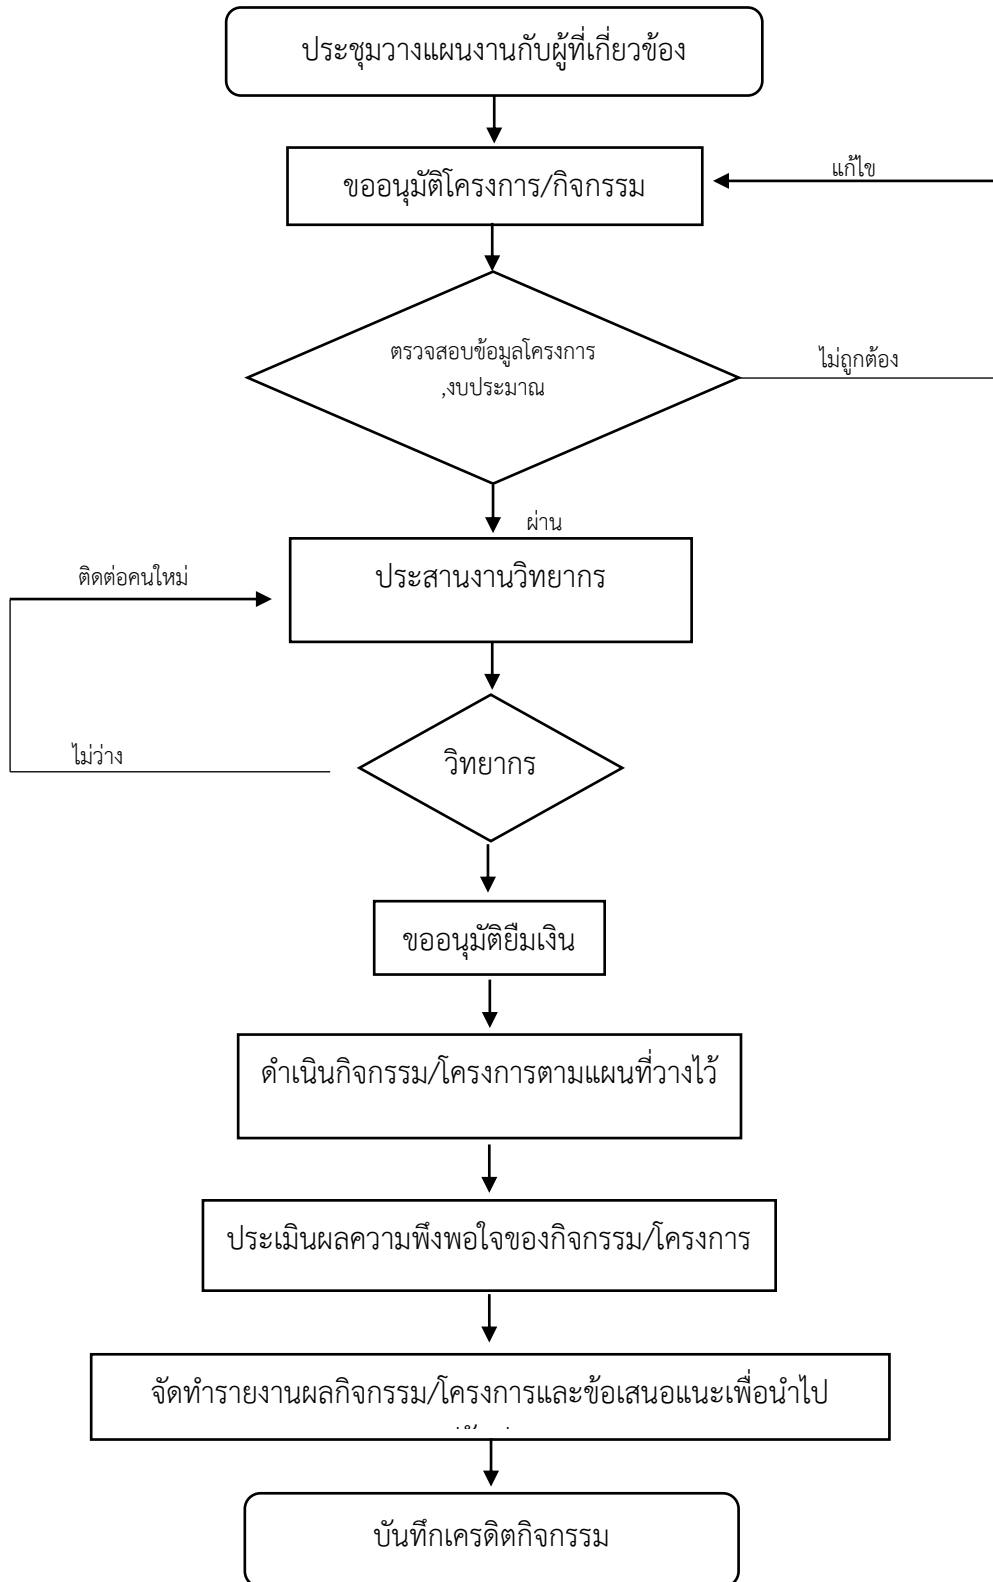 ประชุมวางแผนงานกับผู้ที่เกี่ยวข้อง
ขออนุมัติโครงการ/กิจกรรม
แก้ไข
ตรวจสอบข้อมูลโครงการ
,งบประมาณ
ไม่ถูกต้อง
ผ่าน
ติดต่อคนใหม่
ประสานงานวิทยากร
ไม่ว่าง
วิทยากร
ขออนุมัติยืมเงิน
ดำเนินกิจกรรม/โครงการตามแผนที่วางไว้
ประเมินผลความพึงพอใจของกิจกรรม/โครงการ
จัดทำรายงานผลกิจกรรม/โครงการและข้อเสนอแนะเพื่อนำไป
บันทึกเครดิตกิจกรรม